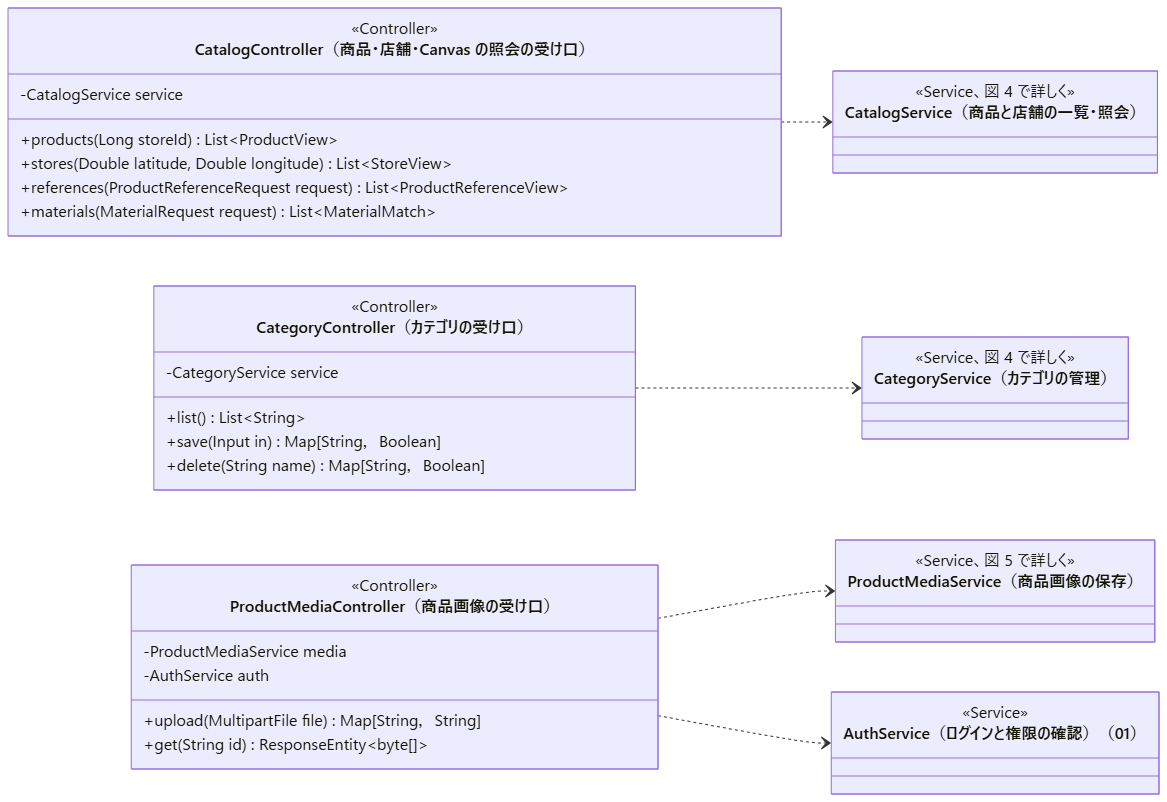 «Controller»
CatalogController（商品・店舗・Canvas の照会の受け口）
-CatalogService service
+products(Long storeId) : List<ProductView>
+stores(Double latitude, Double longitude) : List<StoreView>
+references(ProductReferenceRequest request) : List<ProductReferenceView>
+materials(MaterialRequest request) : List<MaterialMatch>
«Service、図 4 で詳しく»
CatalogService（商品と店舗の一覧・照会）
«Controller»
CategoryController（カテゴリの受け口）
-CategoryService service
+list() : List<String>
+save(Input in) : Map[String，Boolean]
+delete(String name) : Map[String，Boolean]
«Service、図 4 で詳しく»
CategoryService（カテゴリの管理）
«Controller»
ProductMediaController（商品画像の受け口）
-ProductMediaService media
-AuthService auth
+upload(MultipartFile file) : Map[String，String]
+get(String id) : ResponseEntity<byte[]>
«Service、図 5 で詳しく»
ProductMediaService（商品画像の保存）
«Service»
AuthService（ログインと権限の確認）（01）